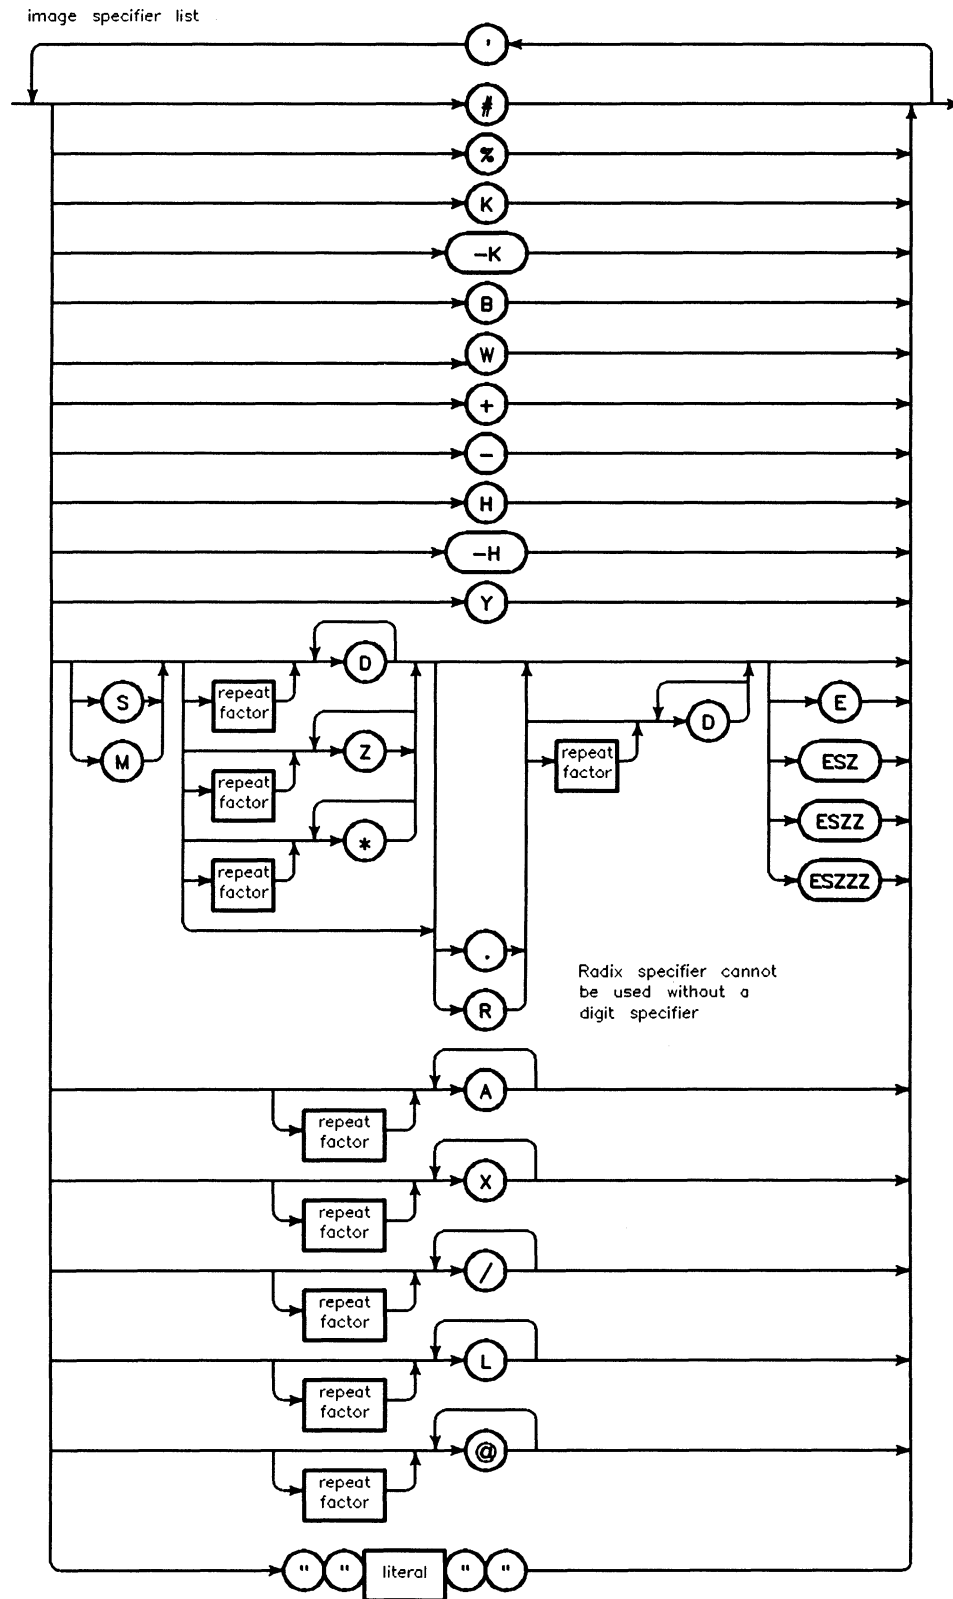 image specifier list
,
#
%
K
-K
B
W
+
-
H
-H
Y
D
repeat
factor
S
M
Z
repeat
factor
*
repeat
factor
D
repeat
factor
E
ESZ
ESZZ
ESZZZ
.
R
Radix specifier cannot
be used without a
digit specifier
A
repeat
factor
X
repeat
factor
/
repeat
factor
L
repeat
factor
@
repeat
factor
" " literal " "